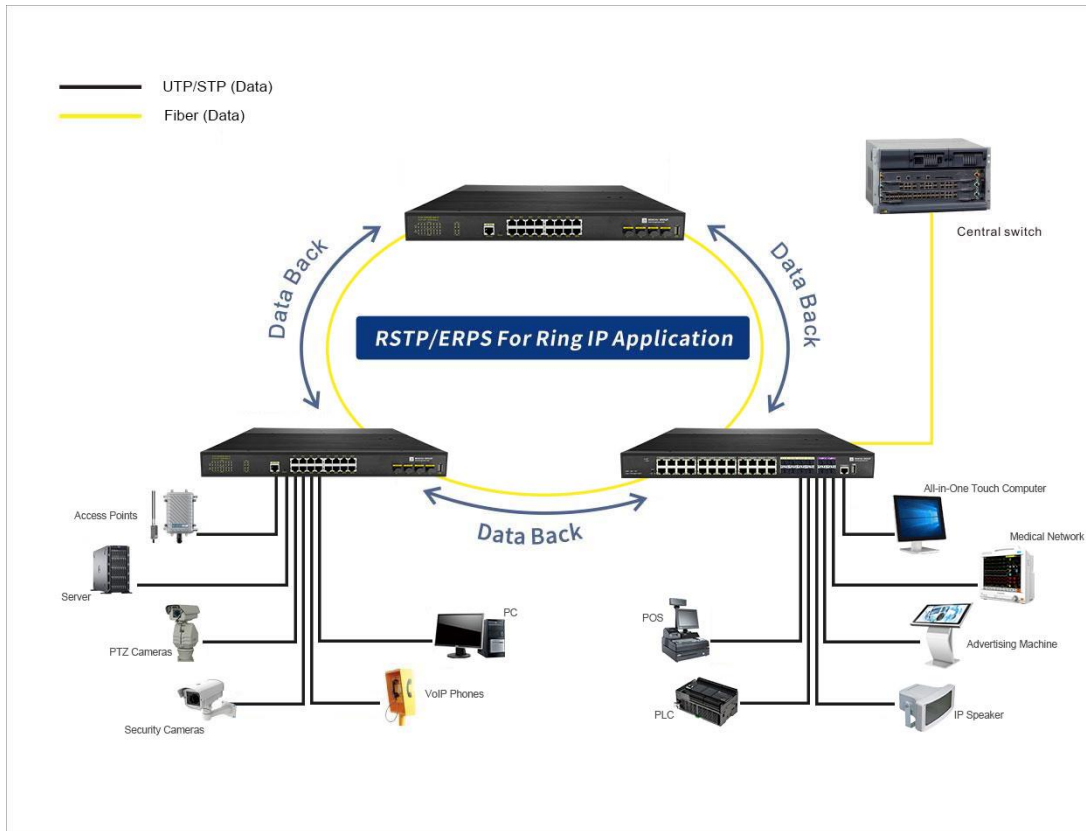 UTP/STP (Data)
Fiber (Data)
Central switch
Data Back
Data Back
RSTP/ERPS For Ring IP Application
Data Back
Access Points
Server
PTZ Cameras
Security Cameras
PC
VoIP Phones
All-in-One Touch Computer
Medical Network
POS
Advertising Machine
PLC
IP Speaker